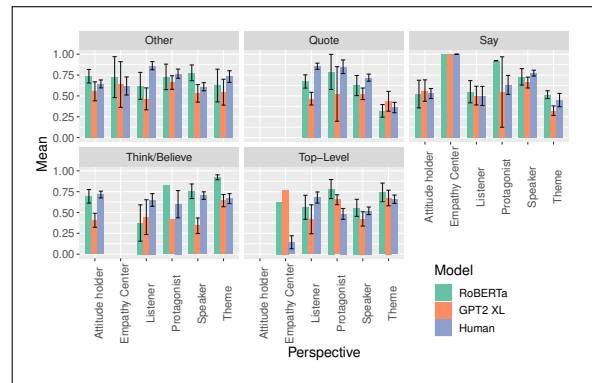 Other
Quote
Say
1.00
0.75
0.50
0.25
0.00
Think/Believe
Top−Level
1.00
0.75
0.50
0.25
0.00
Mean
Attitude holder
Empathy Center
Listener
Protagonist
Speaker
Theme
Attitude holder
Empathy Center
Listener
Protagonist
Speaker
Theme
Attitude holder
Empathy Center
Listener
Protagonist
Speaker
Theme
Perspective
Model
RoBERTa
GPT2 XL
Human